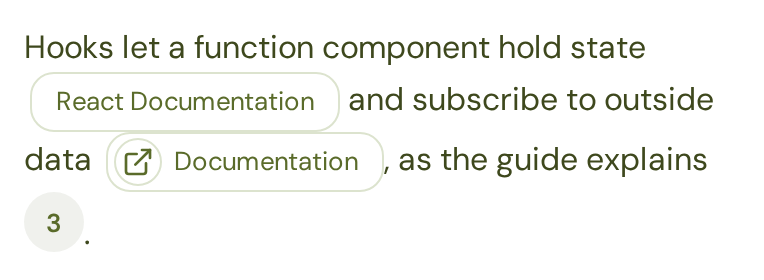 Hooks let a function component hold state
React Documentation and subscribe to outside
data Documentation, as the guide explains
3.